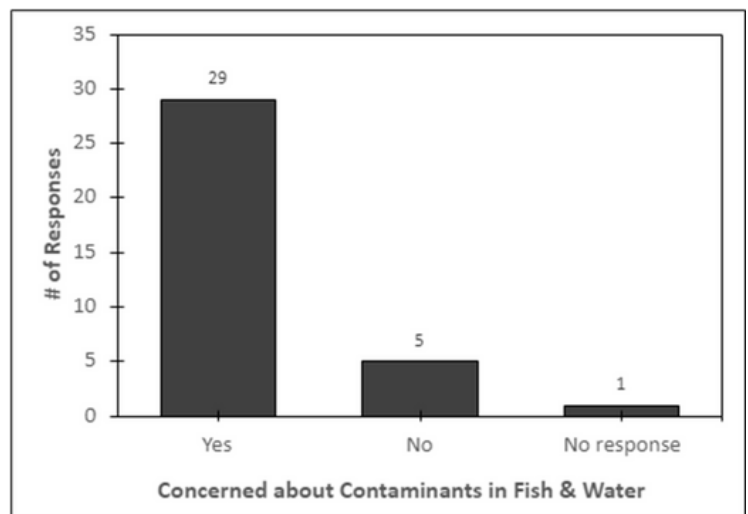 35
30
25
20
15
10
5
0
# of Responses
29
5
1
Yes
No
No response
Concerned about Contaminants in Fish & Water